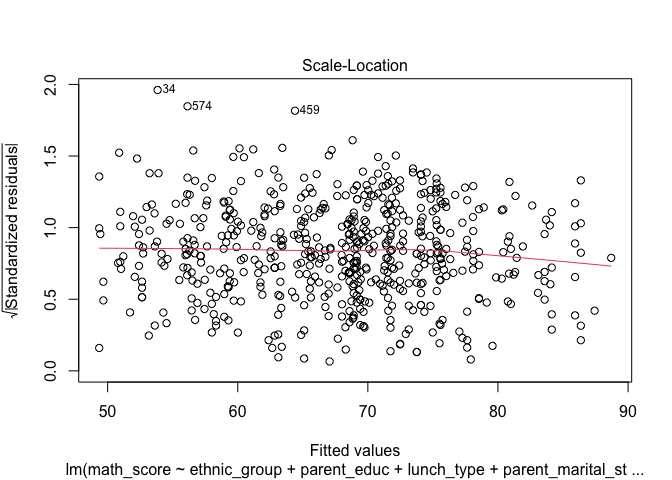 Scale-Location
√|Standardized residuals|
2.0
1.5
1.0
0.5
0.0
34
574
459
50 60 70 80 90
Fitted values
lm(math_score ~ ethnic_group + parent_educ + lunch_type + parent_marital_st ...